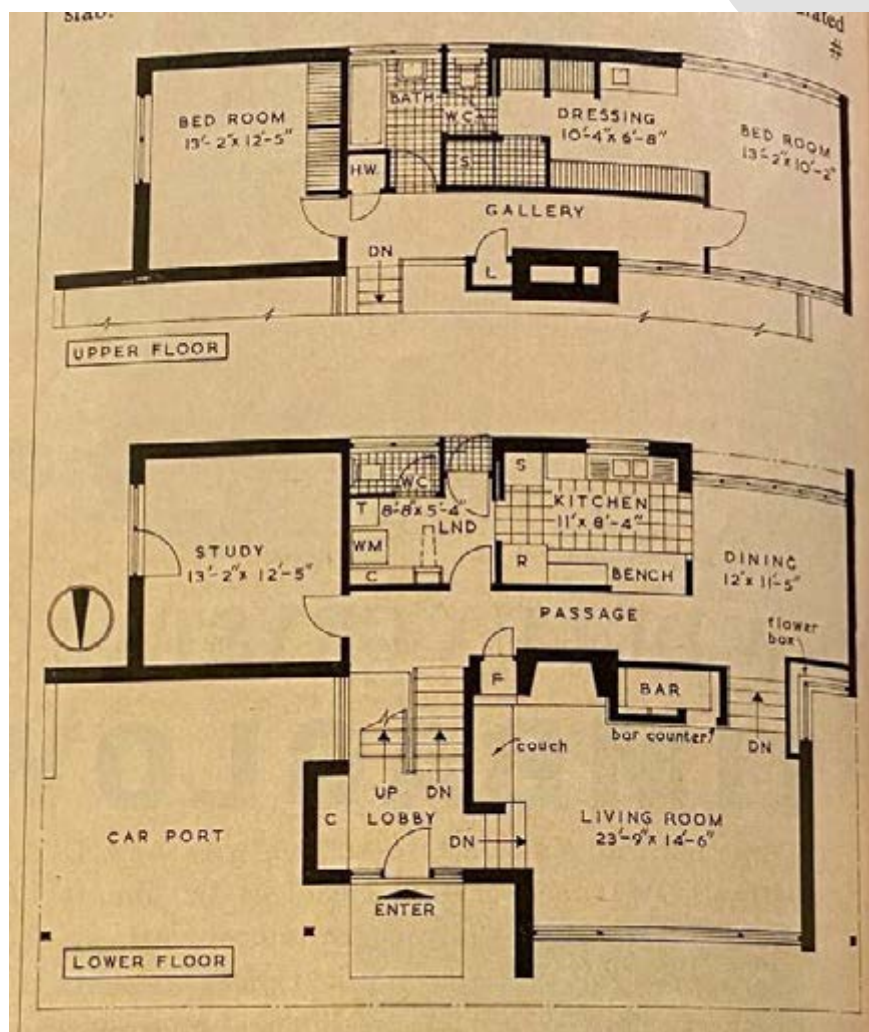 slab.
rated
#
BED ROOM
13'-2"x 12'-5"
BATH
WC
DRESSING
10'-4"x 6'-8"
BED ROOM
13'-2"x 10'-2"
H.W.
S
GALLERY
DN
L
UPPER FLOOR
WC
S
KITCHEN
11'x 8'-4"
T
8'-8"x 5'-4"
LND
WM
STUDY
13'-2"x 12'-5"
C
R
BENCH
DINING
12'x 11'-5"
PASSAGE
flower
box
F
BAR
couch
bar counter
DN
UP
DN
C
LOBBY
CAR PORT
DN
LIVING ROOM
23'-9"x 14'-6"
ENTER
LOWER FLOOR